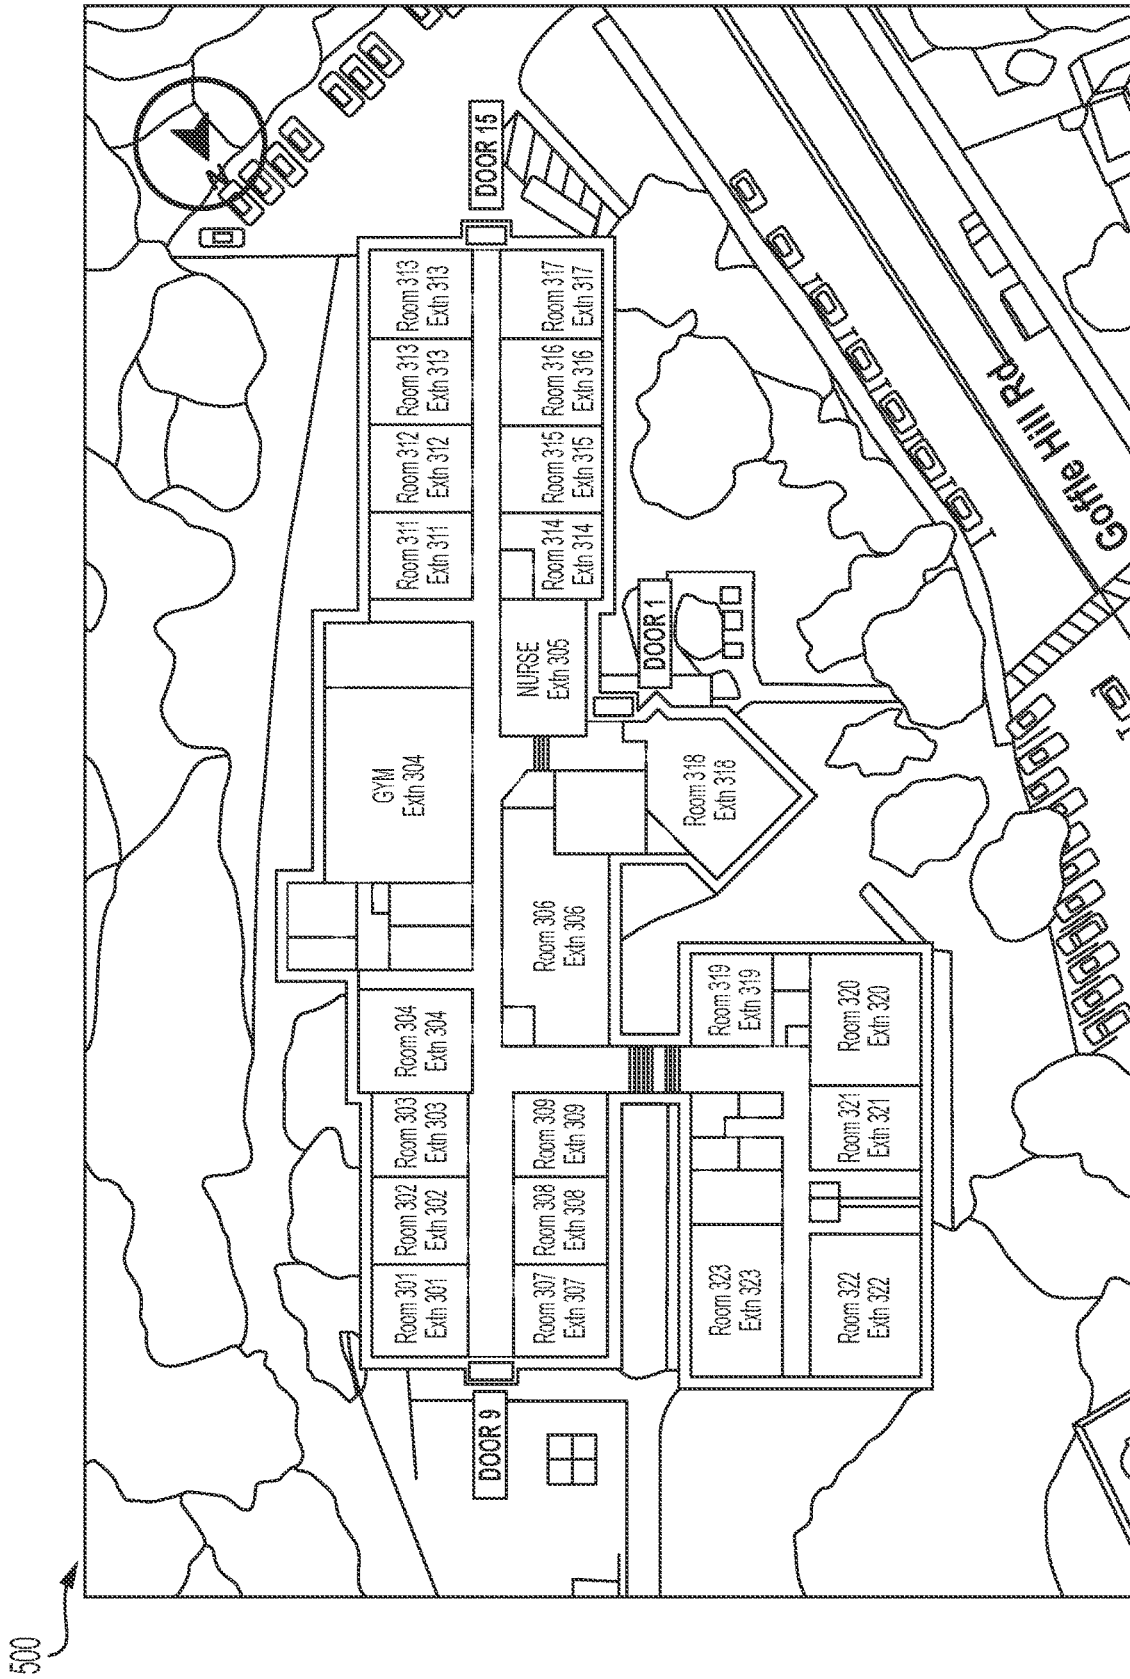 500
N
Room 301
Extn 301
Room 302
Extn 302
Room 303
Extn 303
Room 304
Extn 304
GYM
Extn 304
Room 311
Extn 311
Room 312
Extn 312
Room 313
Extn 313
Room 313
Extn 313
DOOR 9
DOOR 15
Room 307
Extn 307
Room 308
Extn 308
Room 309
Extn 309
Room 306
Extn 306
NURSE
Extn 305
Room 314
Extn 314
Room 315
Extn 315
Room 316
Extn 316
Room 317
Extn 317
DOOR 1
Room 323
Extn 323
Room 319
Extn 319
Room 318
Extn 318
Room 322
Extn 322
Room 321
Extn 321
Room 320
Extn 320
Goffle Hill Rd